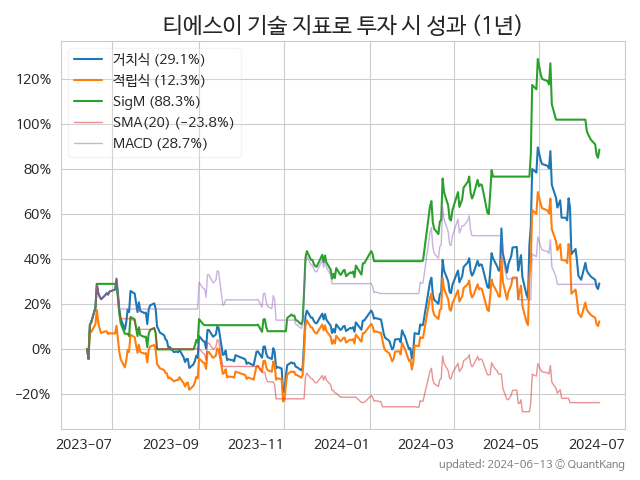 티에스이 기술 지표로 투자 시 성과 (1년)
거치식 (29.1%)
적립식 (12.3%)
SigM (88.3%)
SMA(20) (−23.8%)
MACD (28.7%)
120%
100%
80%
60%
40%
20%
0%
−20%
2023-07 2023-09 2023-11 2024-01 2024-03 2024-05 2024-07
updated: 2024-06-13 © QuantKang